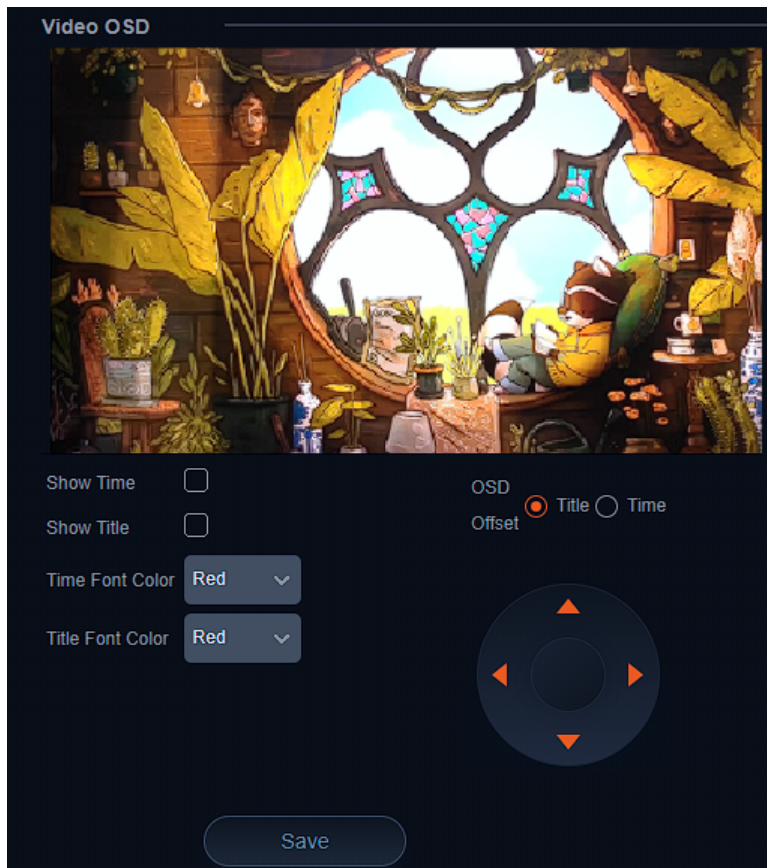 Video OSD
Show Time
Show Title
Time Font Color Red
Title Font Color Red
OSD Offset
Title Time
Save